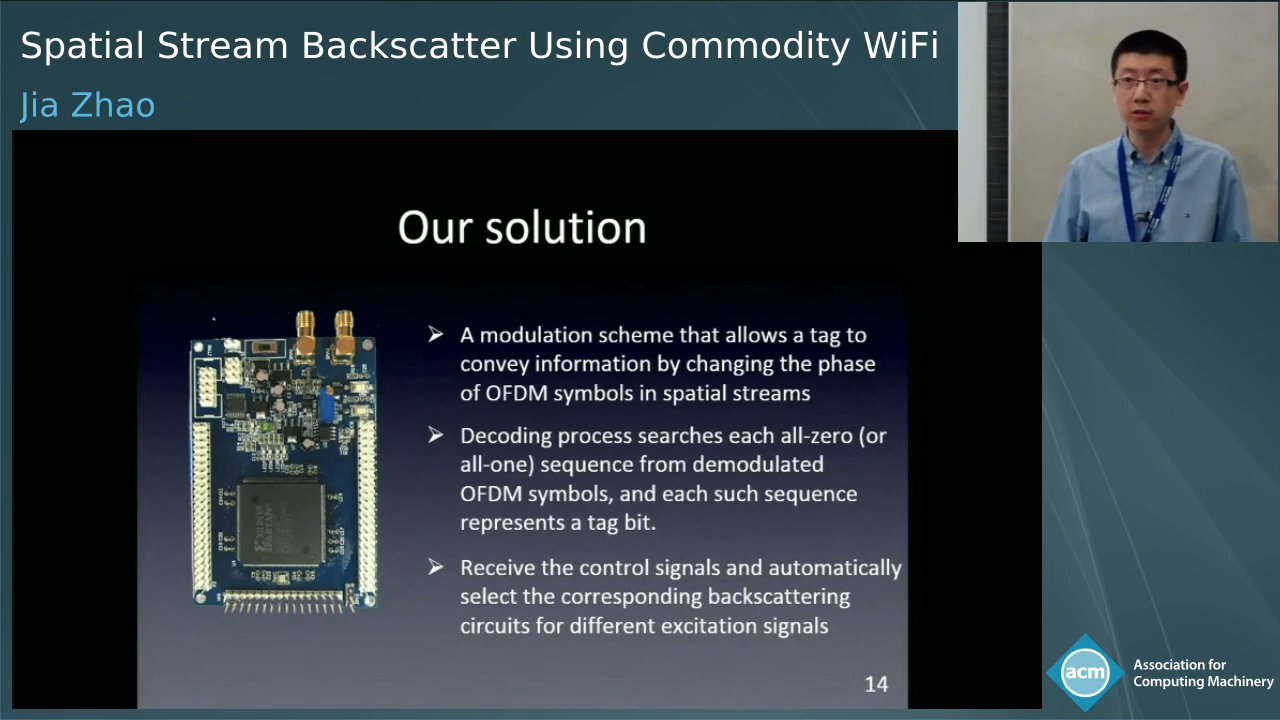 Spatial Stream Backscatter Using Commodity WiFi
Jia Zhao
Our solution
➢ A modulation scheme that allows a tag to
convey information by changing the phase
of OFDM symbols in spatial streams
➢ Decoding process searches each all-zero (or
all-one) sequence from demodulated
OFDM symbols, and each such sequence
represents a tag bit.
➢ Receive the control signals and automatically
select the corresponding backscattering
circuits for different excitation signals
XILINX
SPARTAN
14
acm
Association for
Computing Machinery